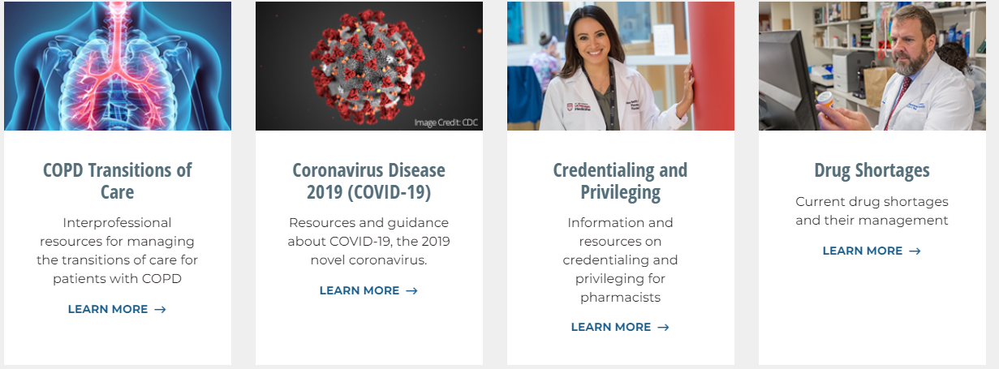 Image Credit: CDC
COPD Transitions of
Care
Interprofessional
resources for managing
the transitions of care for
patients with COPD
LEARN MORE →
Coronavirus Disease
2019 (COVID-19)
Resources and guidance
about COVID-19, the 2019
novel coronavirus.
LEARN MORE →
Credentialing and
Privileging
Information and
resources on
credentialing and
privileging for
pharmacists
LEARN MORE →
Drug Shortages
Current drug shortages
and their management
LEARN MORE →